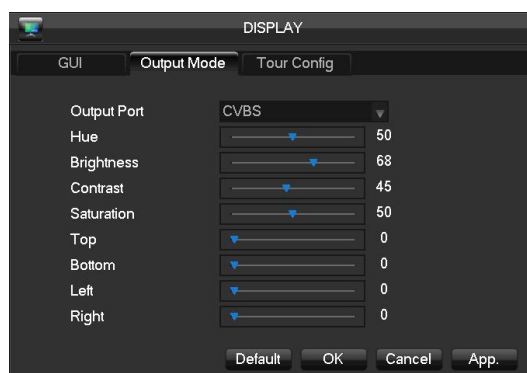 DISPLAY
GUI Output Mode Tour Config
Output Port CVBS
Hue 50
Brightness 68
Contrast 45
Saturation 50
Top 0
Bottom 0
Left 0
Right 0
Default OK Cancel App.